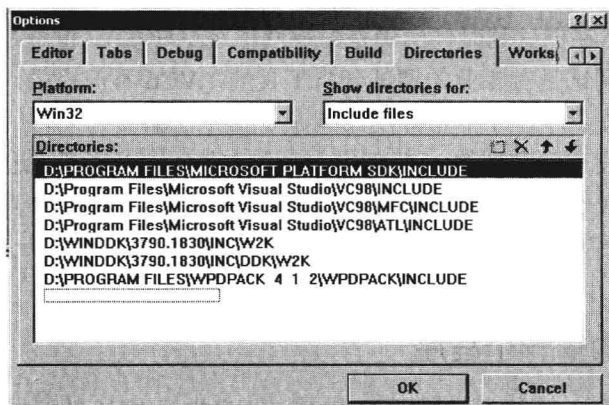 Options
Editor Tabs Debug Compatibility Build Directories Works
Platform: Show directories for:
Win32 Include files
Directories:
D:\PROGRAM FILES\MICROSOFT PLATFORM SDK\INCLUDE
D:\Program Files\Microsoft Visual Studio\VC98\INCLUDE
D:\Program Files\Microsoft Visual Studio\VC98\MFC\INCLUDE
D:\Program Files\Microsoft Visual Studio\VC98\ATL\INCLUDE
D:\WINDDK\3790.1830\INC\W2K
D:\WINDDK\3790.1830\INC\DDK\W2K
D:\PROGRAM FILES\WPDPACK 4 1 2\WPDPACK\INCLUDE
OK Cancel